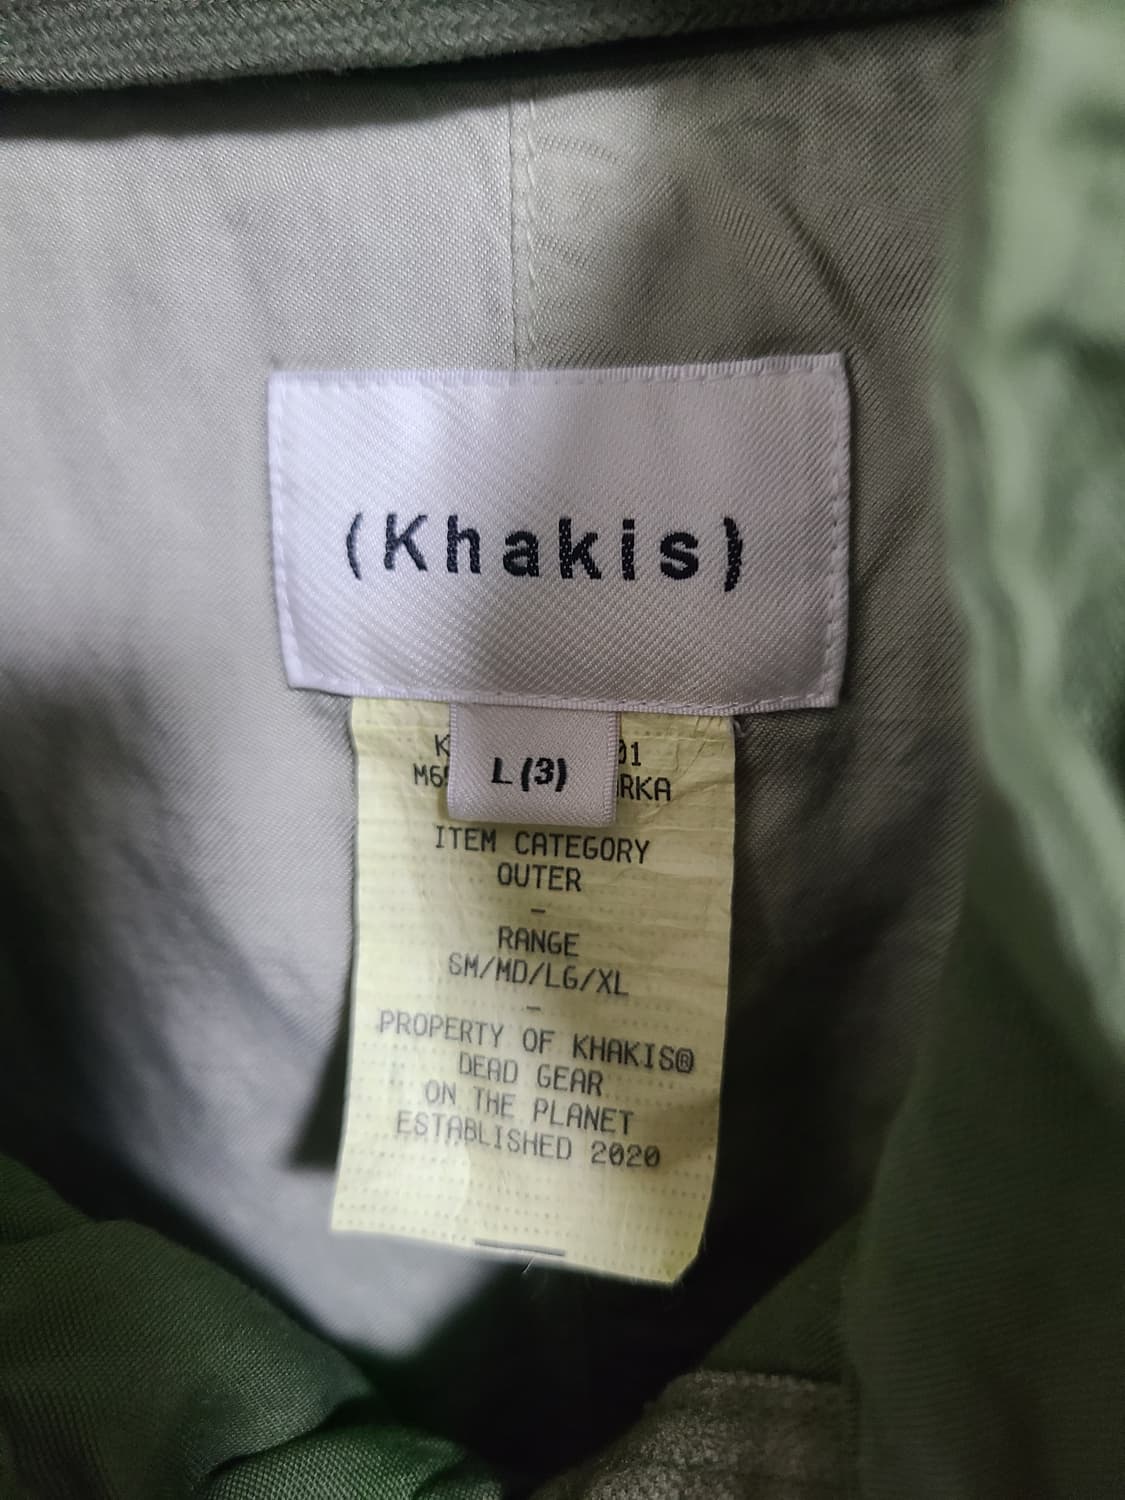 (Khakis)
L(3)
ITEM CATEGORY
OUTER
-
RANGE
SM/MD/LG/XL
-
PROPERTY OF KHAKIS®
DEAD GEAR
ON THE PLANET
ESTABLISHED 2020